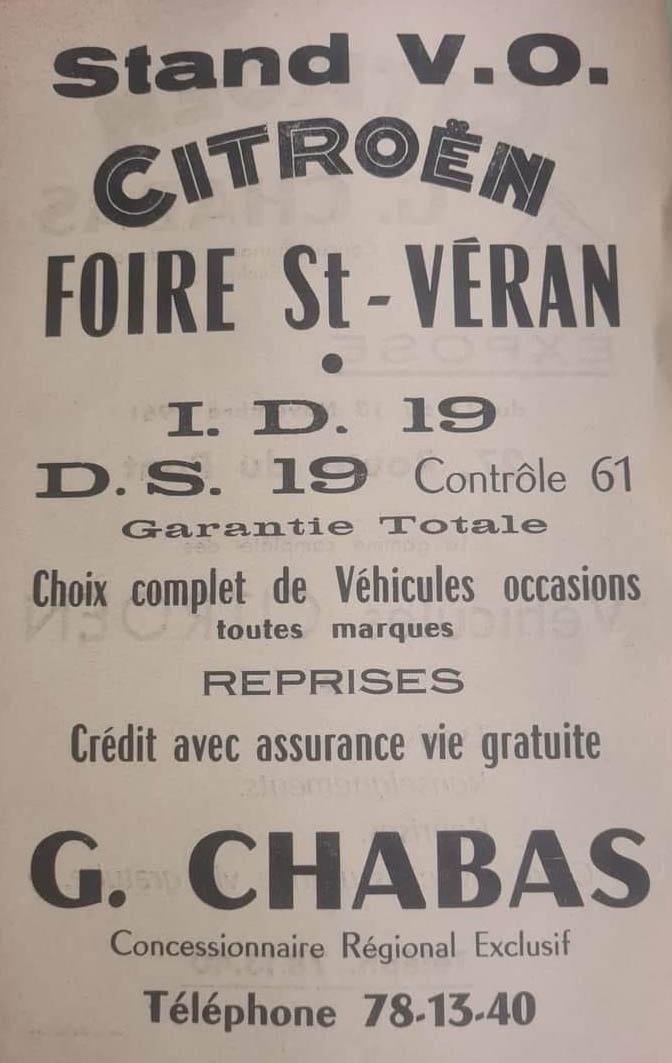 Stand V.O.
CITROËN
FOIRE St-VÉRAN
•
I. D. 19
D. S. 19 Contrôle 61
Garantie Totale
Choix complet de Véhicules occasions
toutes marques
REPRISES
Crédit avec assurance vie gratuite
G. CHABAS
Concessionnaire Régional Exclusif
Téléphone 78-13-40